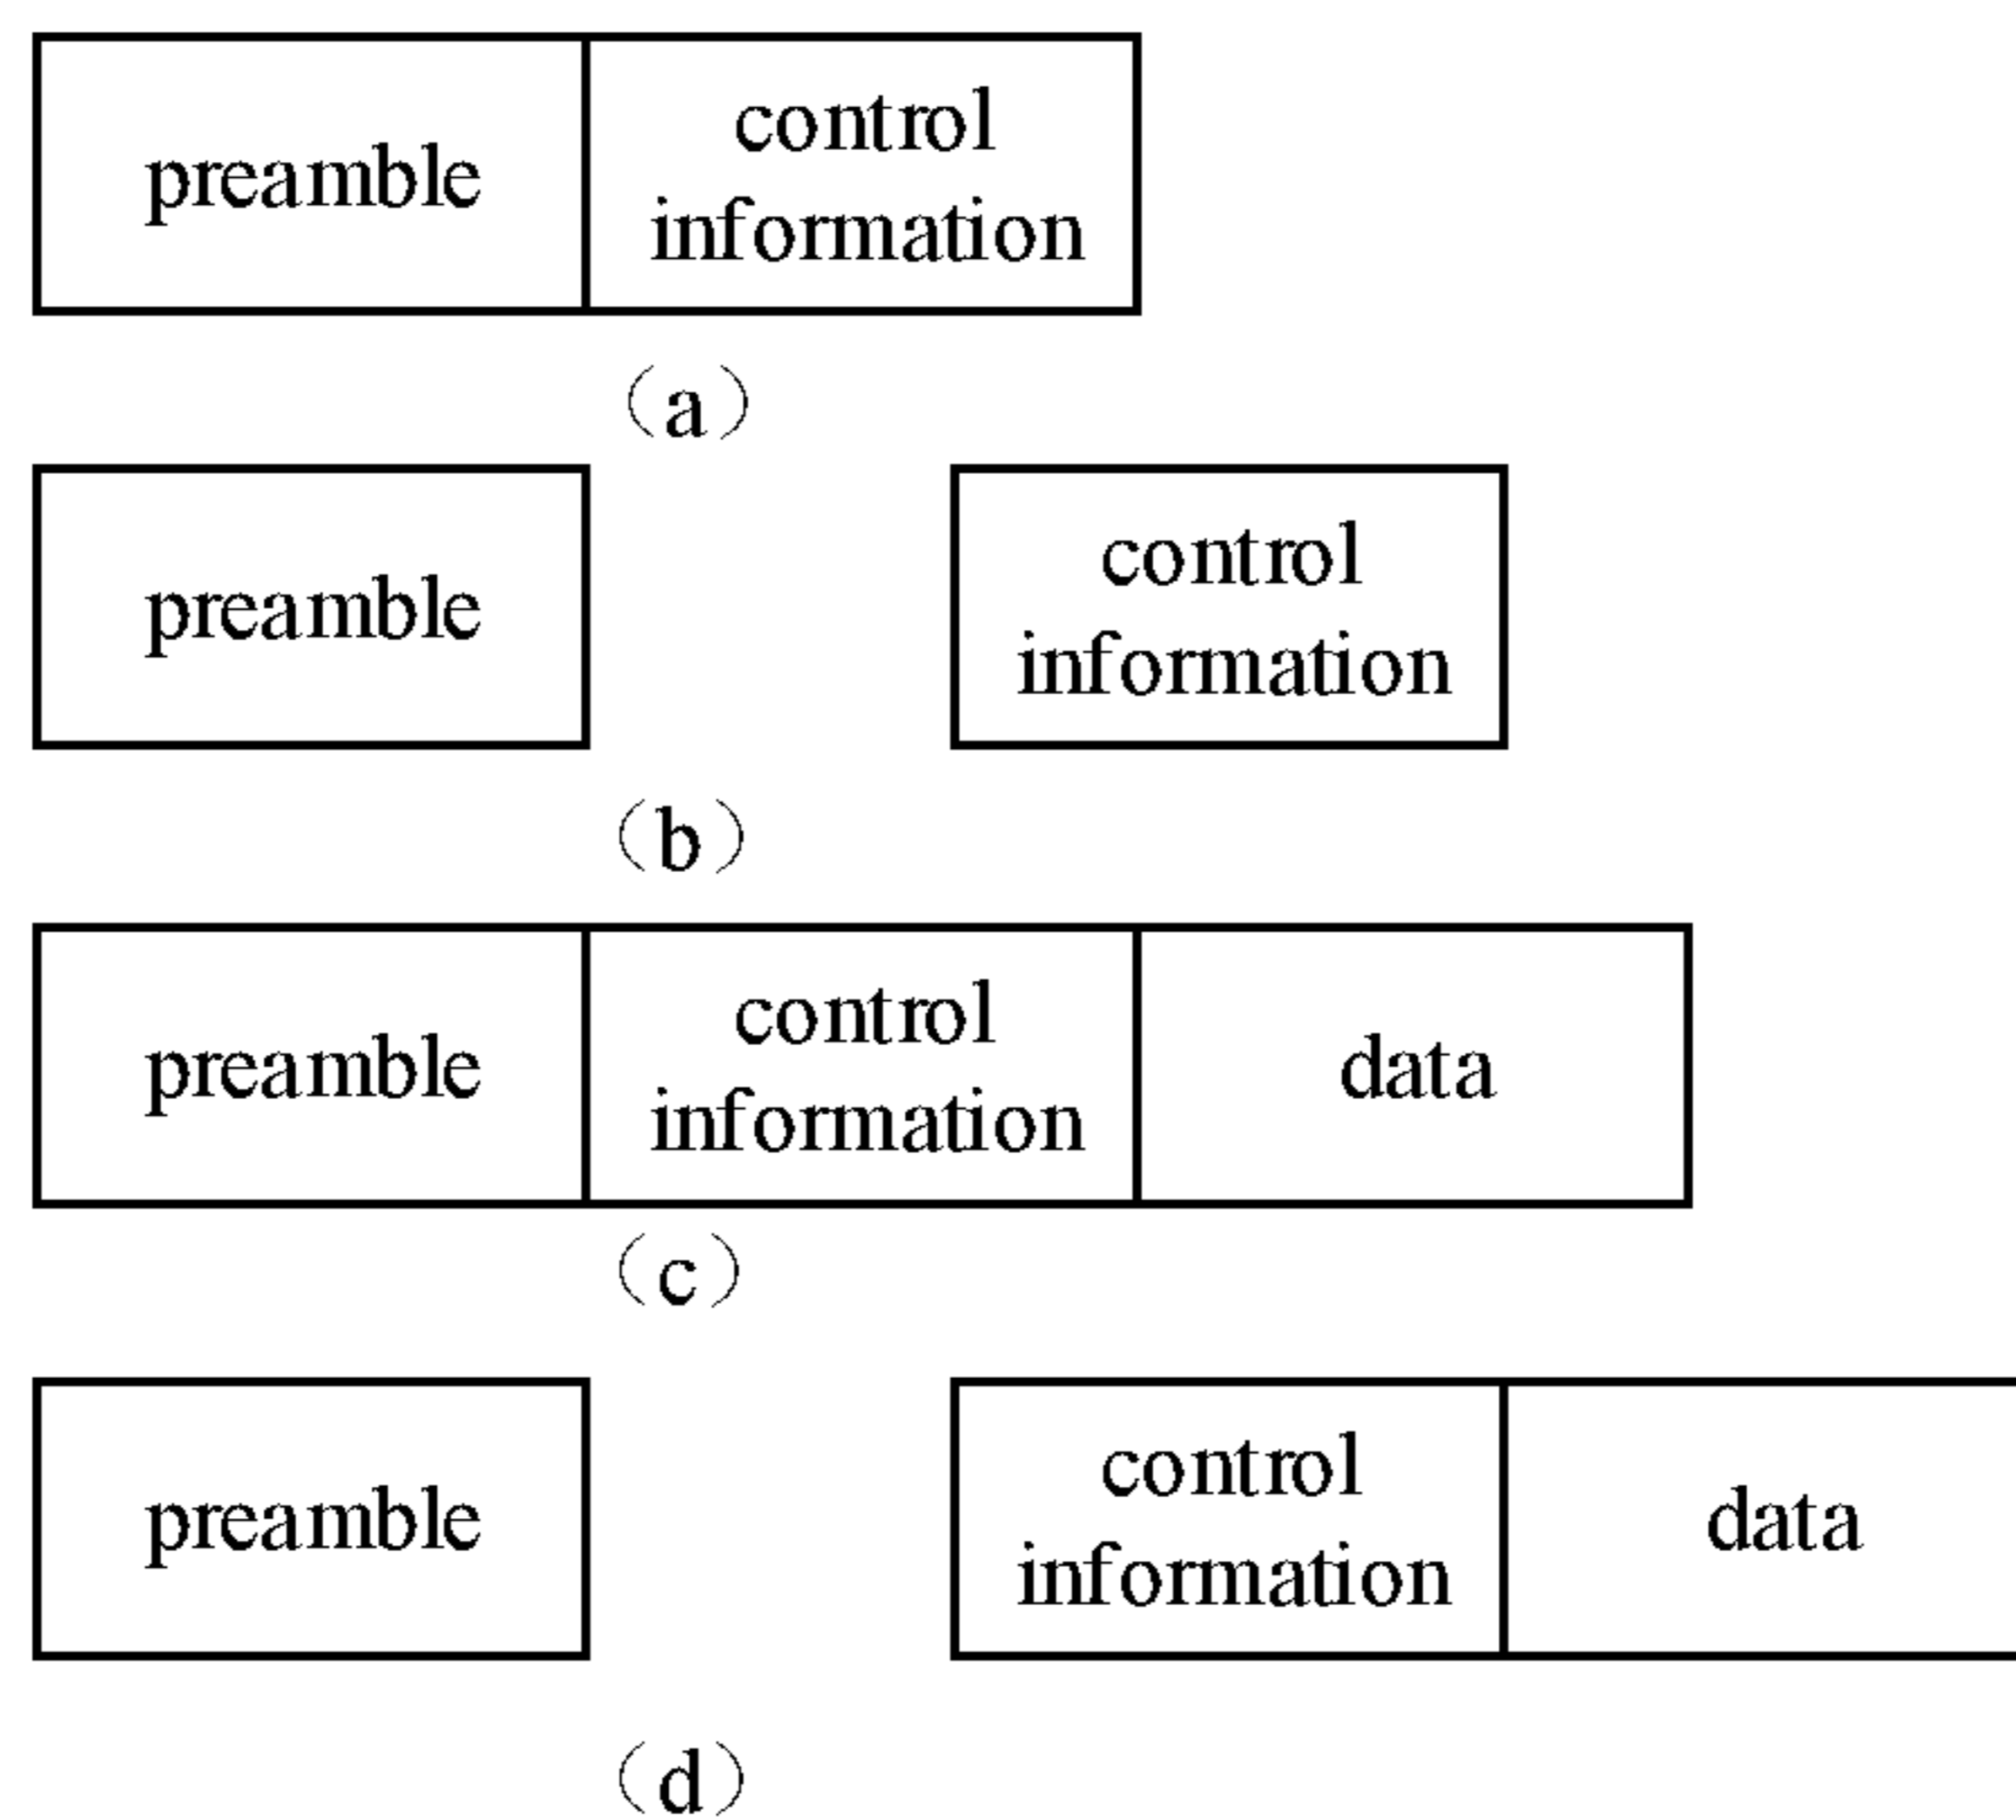 preamble
control
information
（a）
preamble
control
information
（b）
preamble
control
information
data
（c）
preamble
control
information
data
（d）